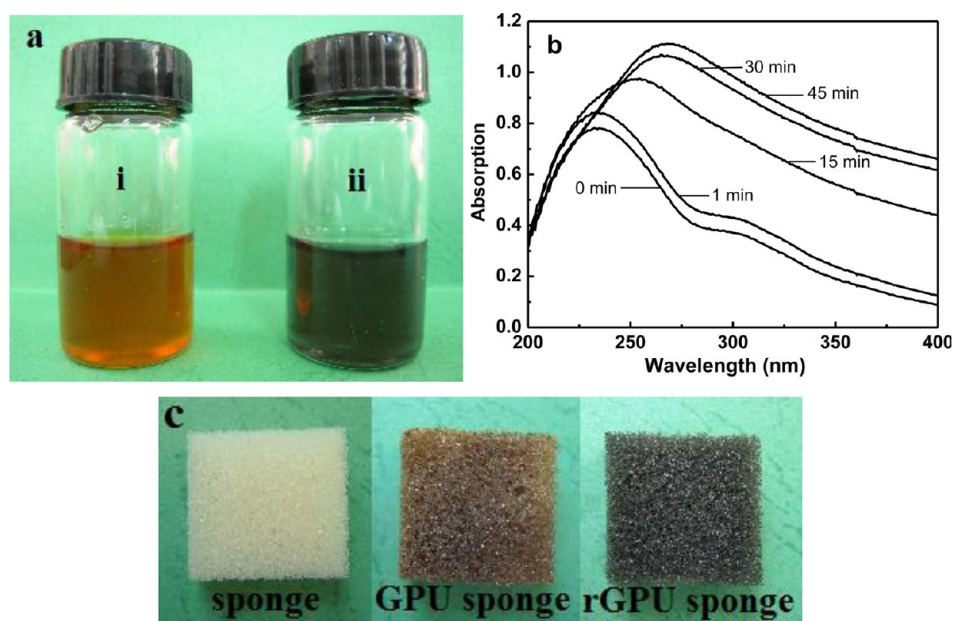 a
i
ii
b
Absorption
1.2
1.0
0.8
0.6
0.4
0.2
0.0
30 min
45 min
15 min
0 min
1 min
200
250
300
350
400
Wavelength (nm)
c
sponge
GPU sponge
rGPU sponge